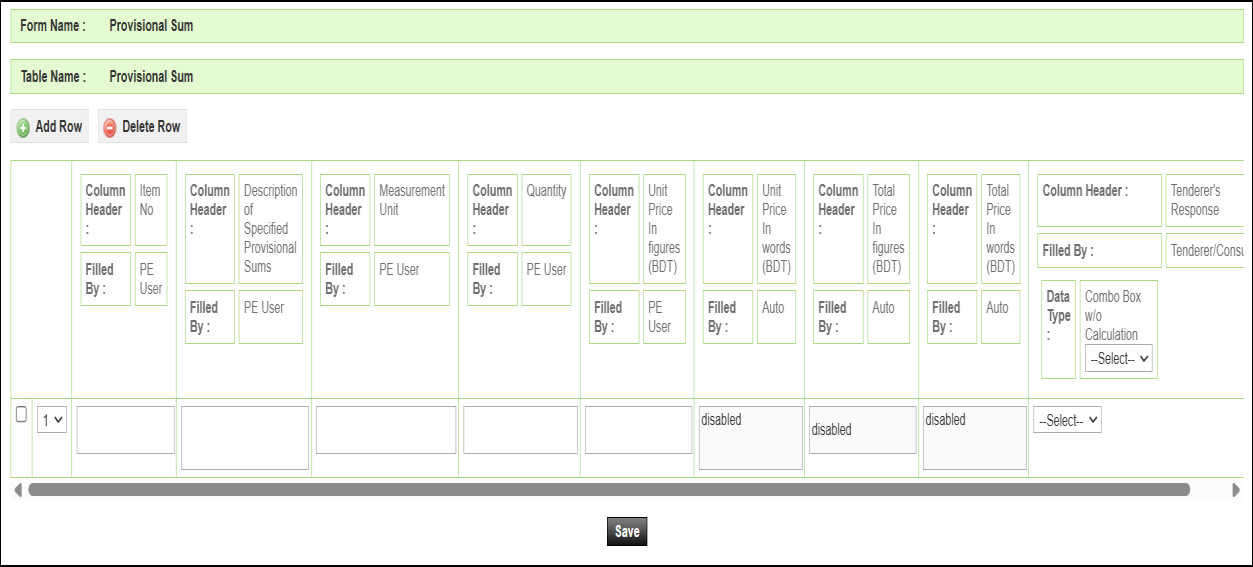 Form Name : Provisional Sum
Table Name : Provisional Sum
Add Row Delete Row
Column Header : Item No
Filled By : PE User
Column Header : Description of Specified Provisional Sums
Filled By : PE User
Column Header : Measurement Unit
Filled By : PE User
Column Header : Quantity
Filled By : PE User
Column Header : Unit Price In figures (BDT)
Filled By : PE User
Column Header : Unit Price In words (BDT)
Filled By : Auto
Column Header : Total Price In figures (BDT)
Filled By : Auto
Column Header : Total Price In words (BDT)
Filled By : Auto
Column Header : Tenderer's Response
Filled By : Tenderer/Consu
Data Type : Combo Box w/o Calculation
--Select--
1 disabled disabled disabled --Select--
Save